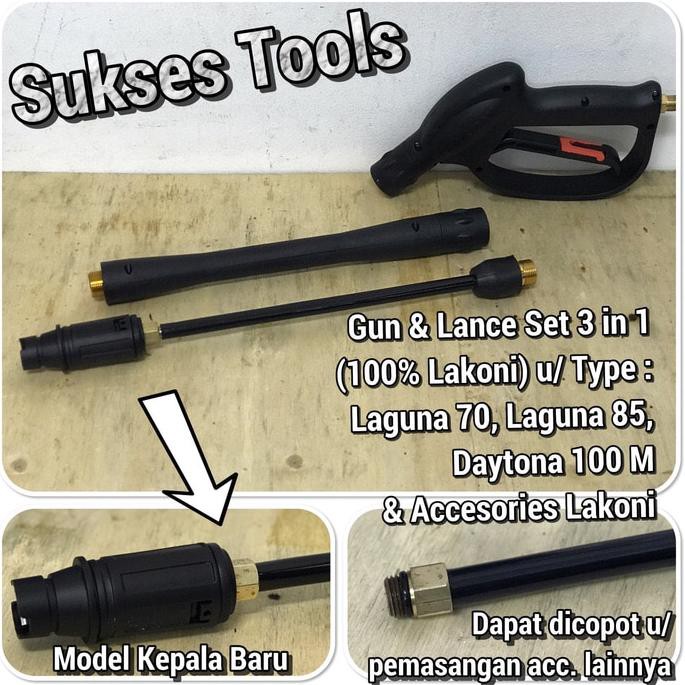 Sukses Tools
Gun & Lance Set 3 in 1
(100% Lakoni) u/ Type :
Laguna 70, Laguna 85,
Daytona 100 M
& Accesories Lakoni
Model Kepala Baru
Dapat dicopot u/
pemasangan acc. lainnya